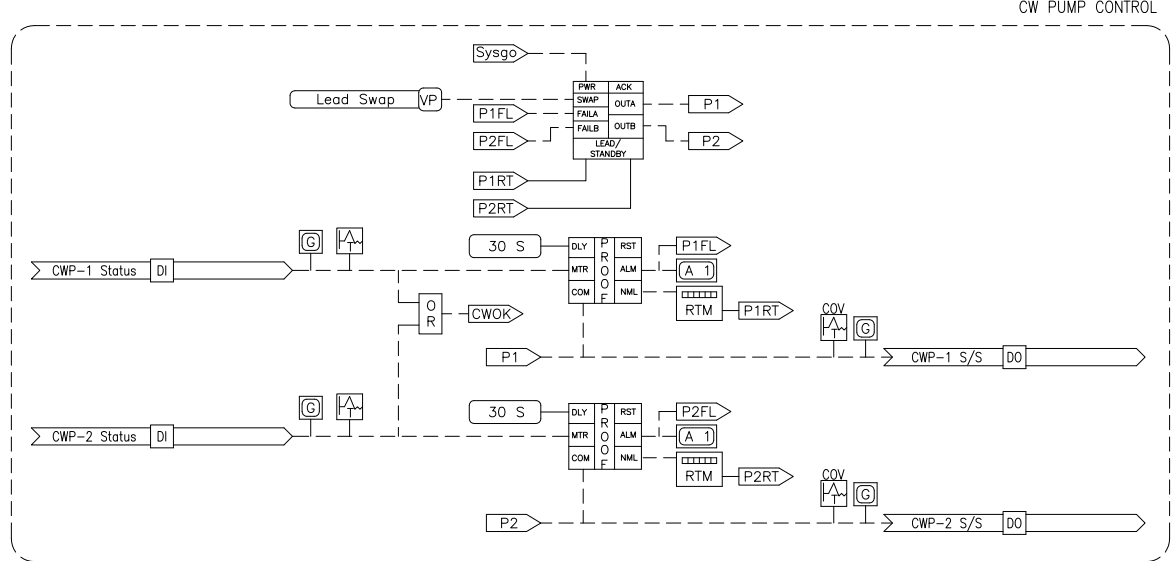 CW PUMP CONTROL
Sysgo
PWR ACK
Lead Swap VP
SWAP OUTA P1
P1FL FAILA
P2FL FAILB OUTB P2
LEAD/
STANDBY
P1RT
P2RT
G
30 S DLY PROOF RST P1FL
CWP-1 Status DI
MTR ALM A 1
COM NML
RTM P1RT
OR CWOK
COV
G
P1
CWP-1 S/S DO
G
30 S DLY PROOF RST P2FL
CWP-2 Status DI
MTR ALM A 1
COM NML
RTM P2RT
COV
G
P2
CWP-2 S/S DO